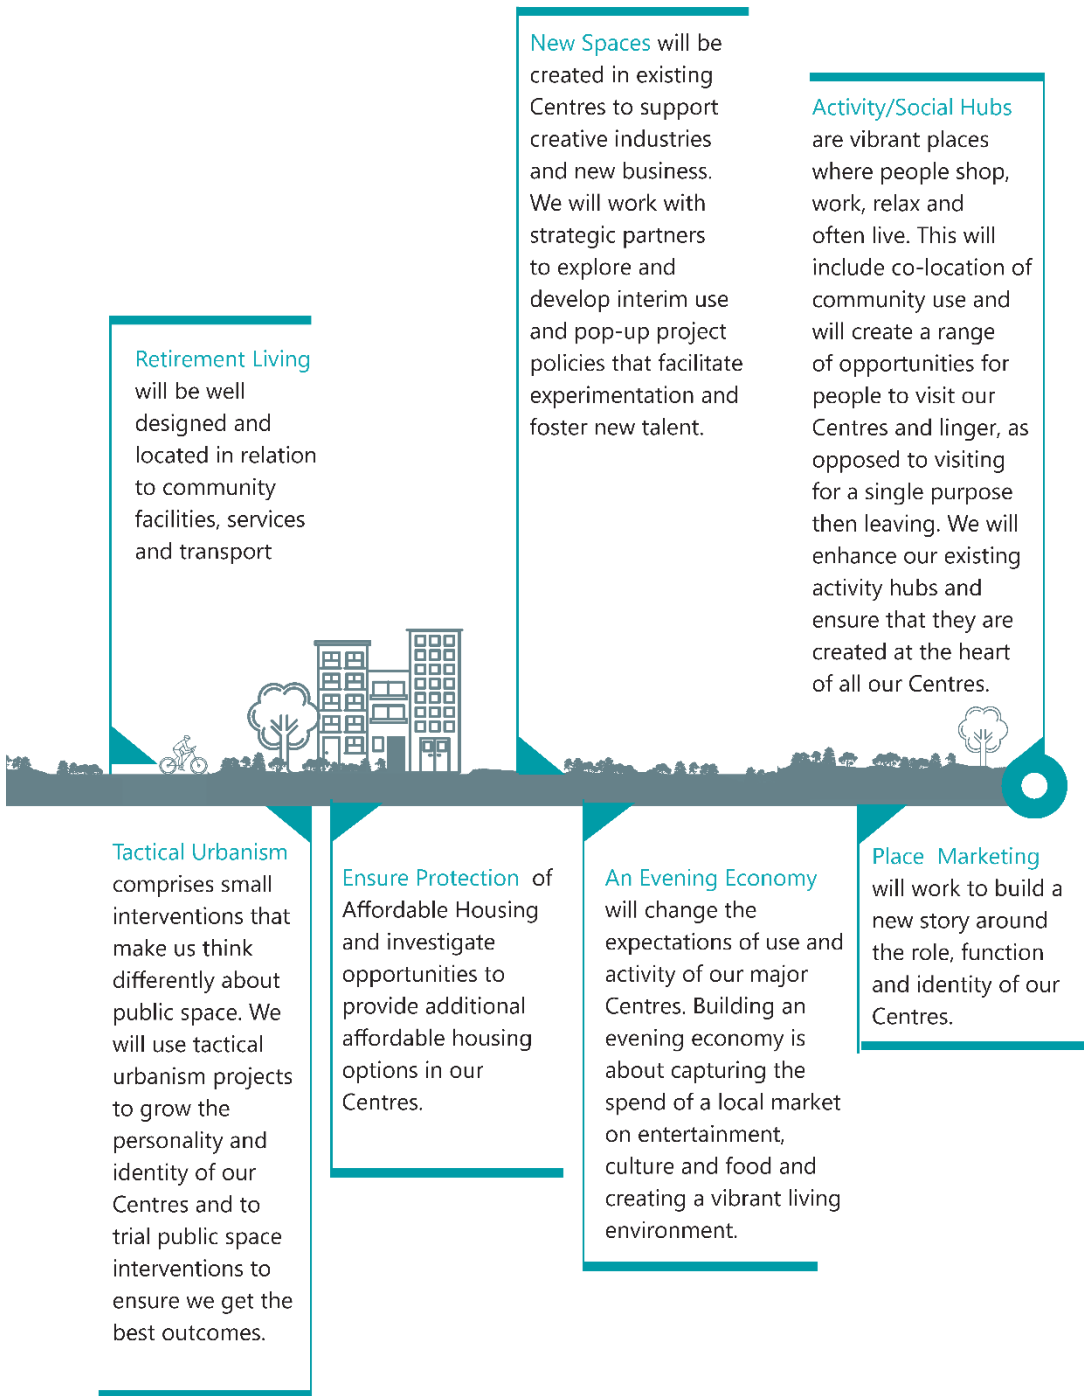 New Spaces will be
created in existing
Centres to support
creative industries
and new business.
We will work with
strategic partners
to explore and
develop interim use
and pop-up project
policies that facilitate
experimentation and
foster new talent.
Activity/Social Hubs
are vibrant places
where people shop,
work, relax and
often live. This will
include co-location of
community use and
will create a range
of opportunities for
people to visit our
Centres and linger, as
opposed to visiting
for a single purpose
then leaving. We will
enhance our existing
activity hubs and
ensure that they are
created at the heart
of all our Centres.
Retirement Living
will be well
designed and
located in relation
to community
facilities, services
and transport
Tactical Urbanism
comprises small
interventions that
make us think
differently about
public space. We
will use tactical
urbanism projects
to grow the
personality and
identity of our
Centres and to
trial public space
interventions to
ensure we get the
best outcomes.
Ensure Protection of
Affordable Housing
and investigate
opportunities to
provide additional
affordable housing
options in our
Centres.
An Evening Economy
will change the
expectations of use and
activity of our major
Centres. Building an
evening economy is
about capturing the
spend of a local market
on entertainment,
culture and food and
creating a vibrant living
environment.
Place Marketing
will work to build a
new story around
the role, function
and identity of our
Centres.